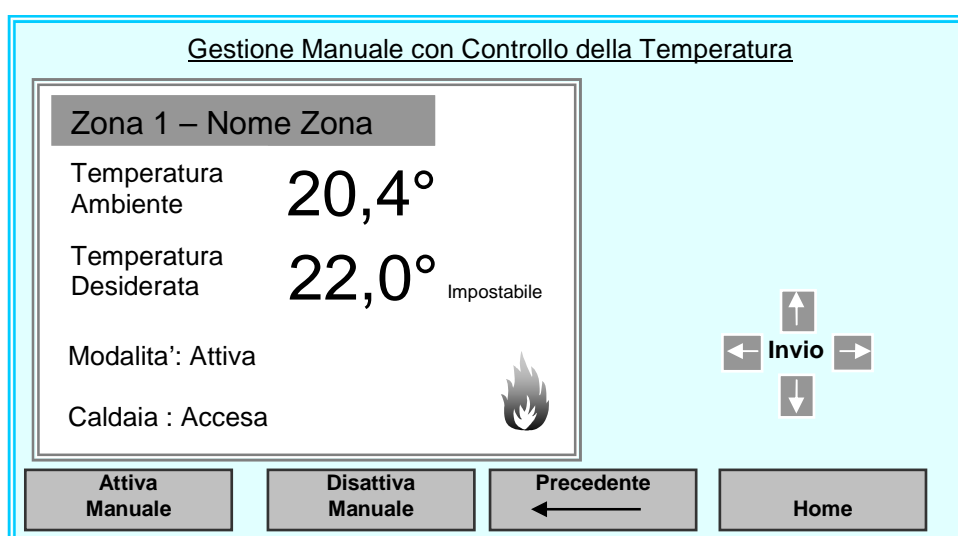 Gestione Manuale con Controllo della Temperatura
Zona 1 – Nome Zona
Temperatura
Ambiente
20,4°
Temperatura
Desiderata
22,0°
Impostabile
Modalita’: Attiva
Caldaia : Accesa
Invio
Attiva
Manuale
Disattiva
Manuale
Precedente
Home